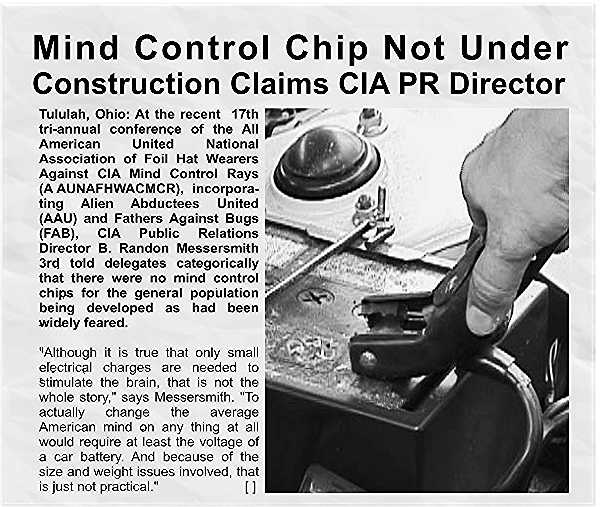 Mind Control Chip Not Under
Construction Claims CIA PR Director
Tululah, Ohio: At the recent 17th
tri-annual conference of the All
American United National
Association of Foil Hat Wearers
Against CIA Mind Control Rays
(A AUNAFHWACMCR), incorpora-
ting Alien Abductees United
(AAU) and Fathers Against Bugs
(FAB), CIA Public Relations
Director B. Randon Messersmith
3rd told delegates categorically
that there were no mind control
chips for the general population
being developed as had been
widely feared.
"Although it is true that only small
electrical charges are needed to
stimulate the brain, that is not the
whole story," says Messersmith. "To
actually change the average
American mind on any thing at all
would require at least the voltage of
a car battery. And because of the
size and weight issues involved, that
is just not practical." [ ]